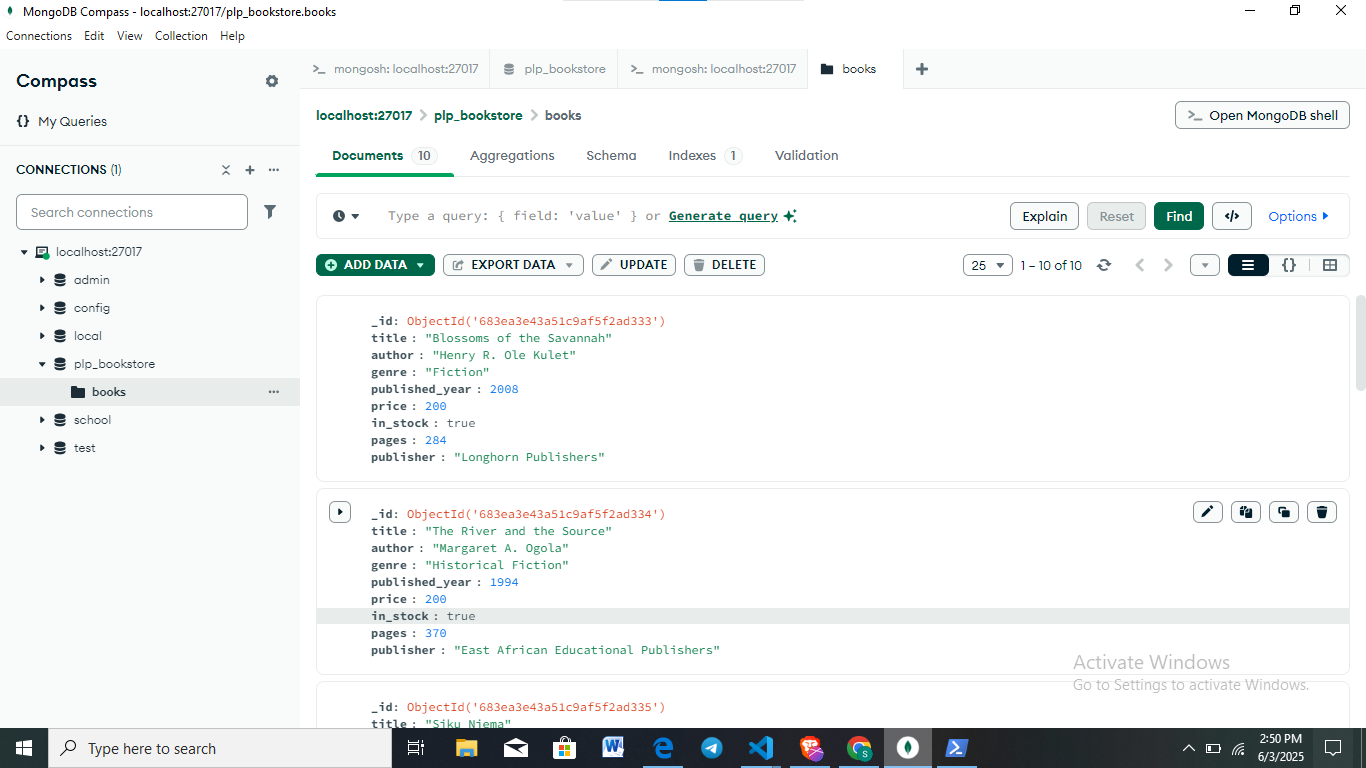 MongoDB Compass - localhost:27017/plp_bookstore.books
Connections Edit View Collection Help
Compass
{} My Queries
CONNECTIONS (1)
Search connections
localhost:27017
admin
config
local
plp_bookstore
books
school
test
>_ mongosh: localhost:27017 plp_bookstore >_ mongosh: localhost:27017 books
localhost:27017 > plp_bookstore > books
>_ Open MongoDB shell
Documents 10 Aggregations Schema Indexes 1 Validation
Type a query: { field: 'value' } or Generate query
Explain Reset Find </> Options
ADD DATA EXPORT DATA UPDATE DELETE
25 1 – 10 of 10 {}
_id: ObjectId('683ea3e43a51c9af5f2ad333')
title : "Blossoms of the Savannah"
author : "Henry R. Ole Kulet"
genre : "Fiction"
published_year : 2008
price : 200
in_stock : true
pages : 284
publisher : "Longhorn Publishers"
_id: ObjectId('683ea3e43a51c9af5f2ad334')
title : "The River and the Source"
author : "Margaret A. Ogola"
genre : "Historical Fiction"
published_year : 1994
price : 200
in_stock : true
pages : 370
publisher : "East African Educational Publishers"
_id: ObjectId('683ea3e43a51c9af5f2ad335')
title : "Siku Njema"
Activate Windows
Go to Settings to activate Windows.
Type here to search
2:50 PM
6/3/2025